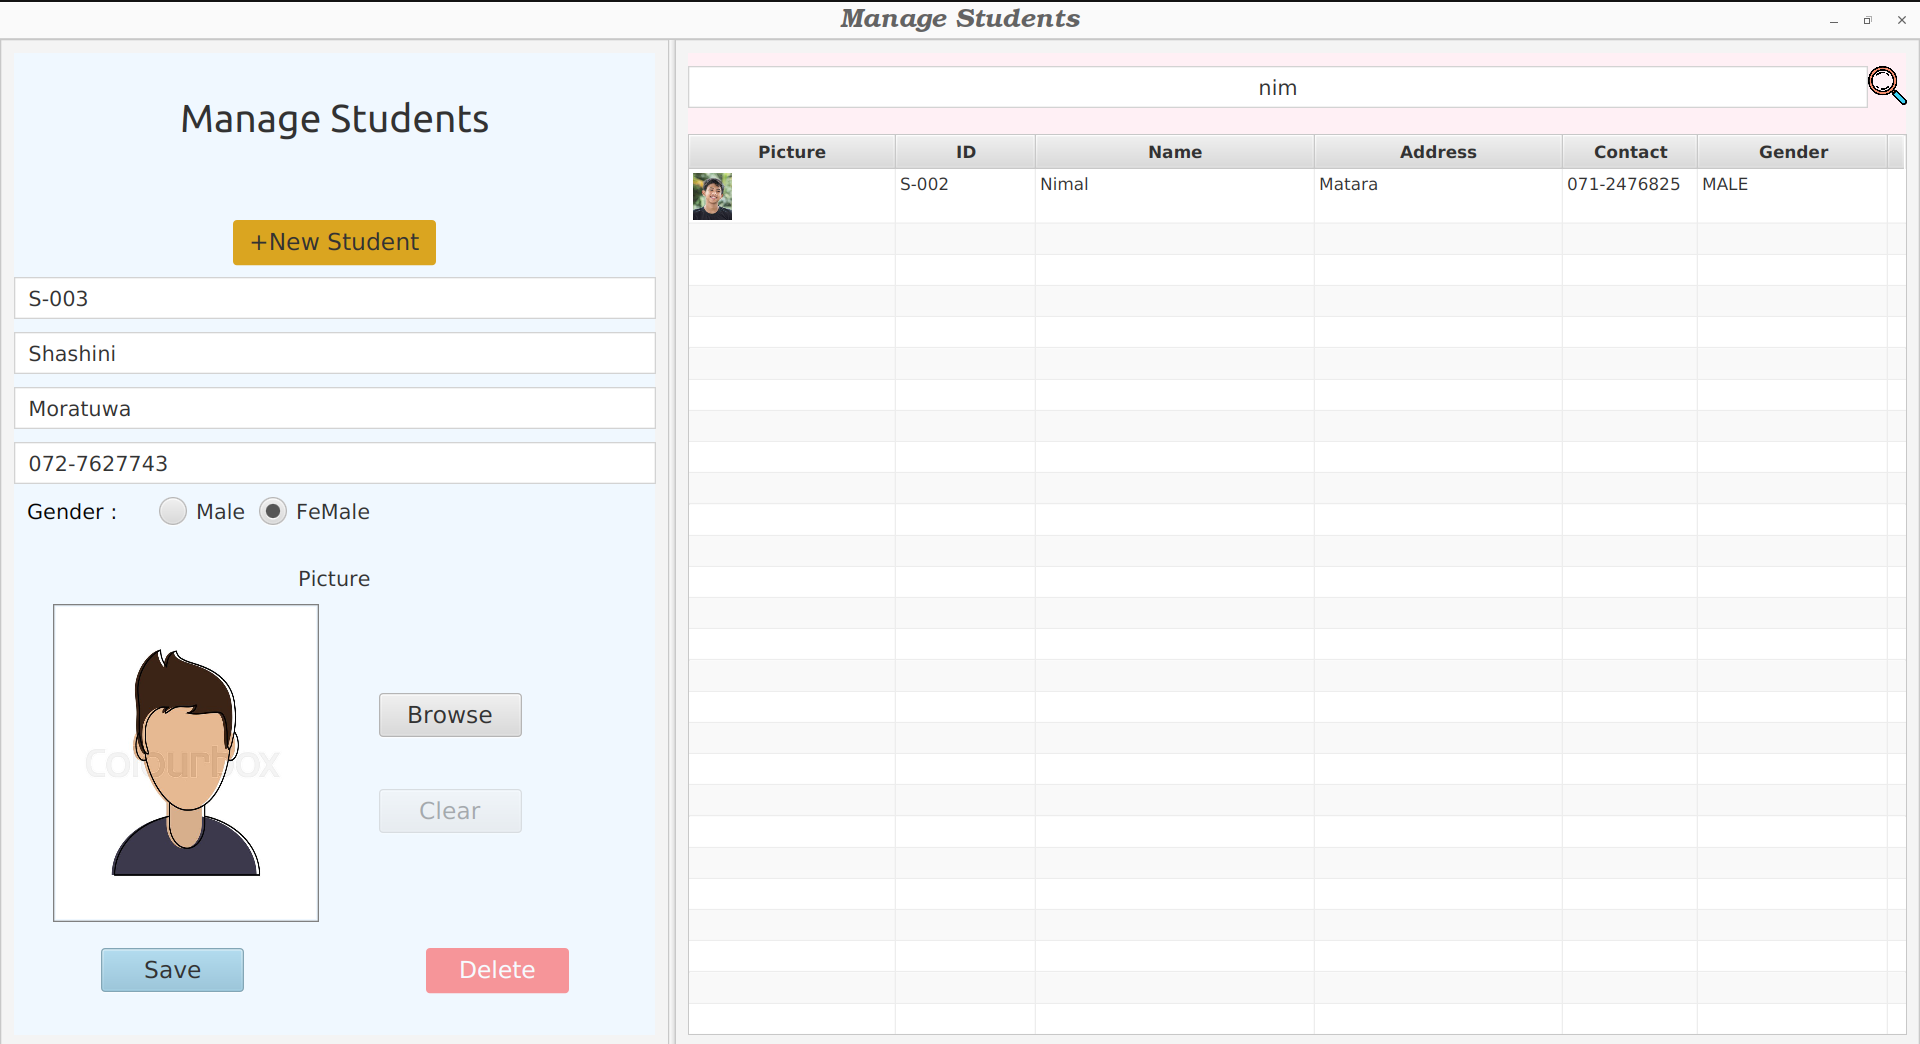 Manage Students
Manage Students
+New Student
S-003
Shashini
Moratuwa
072-7627743
Gender : Male FeMale
Picture
Colourbox
Browse
Clear
Save Delete
nim
Picture ID Name Address Contact Gender
S-002 Nimal Matara 071-2476825 MALE